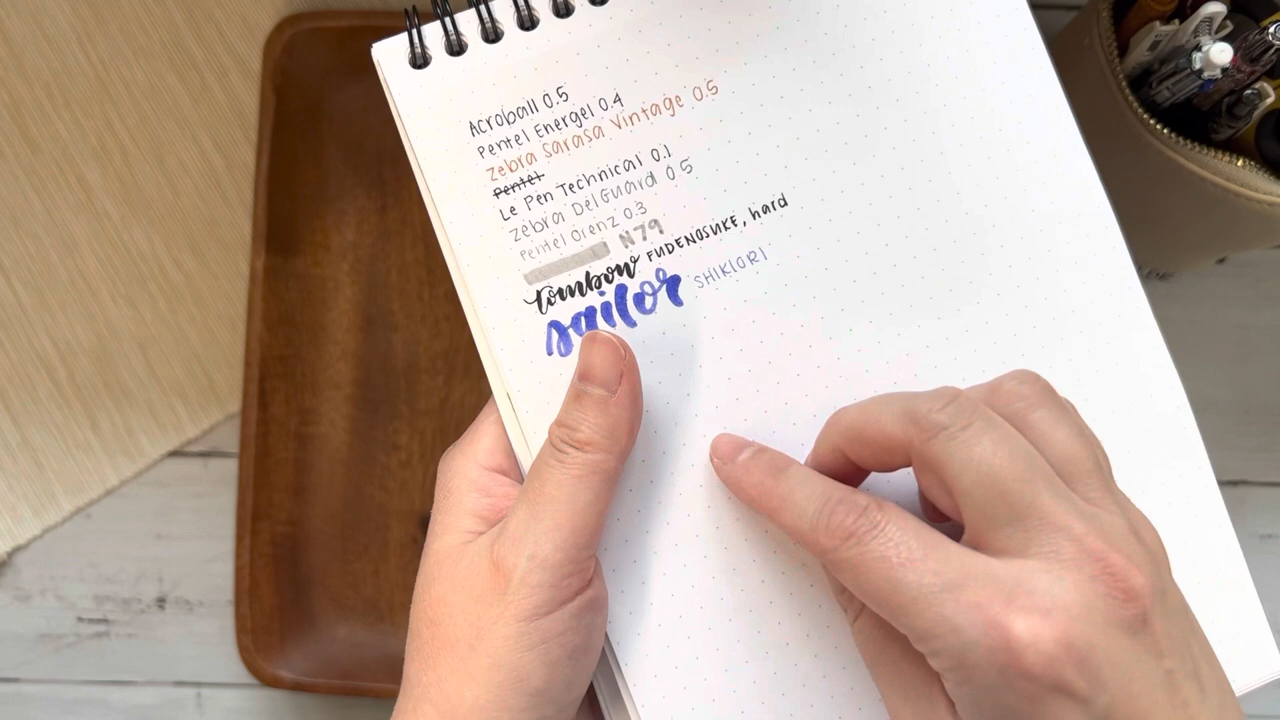 Acroball 0.5
Pentel Energel 0.4
Zebra Sarasa Vintage 0.5
Pentel
Le Pen Technical 0.1
Zebra DelGuard 0.5
Pentel Orenz 0.3
N79
tombow FUDENOSUKE, hard
sailor SHIKIORI